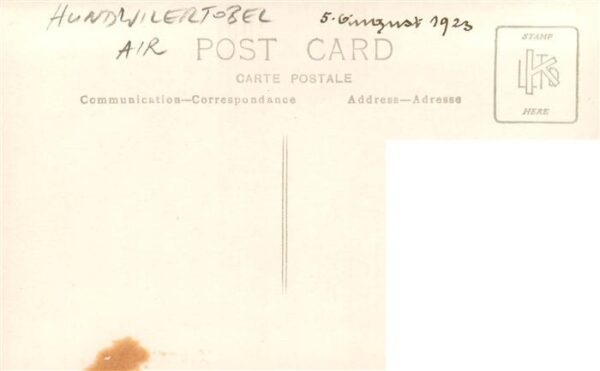 HUNDWILERTOBEL 5. August 1923
AIR POST CARD
CARTE POSTALE
Communication—Correspondance Address—Adresse
STAMP
HERE